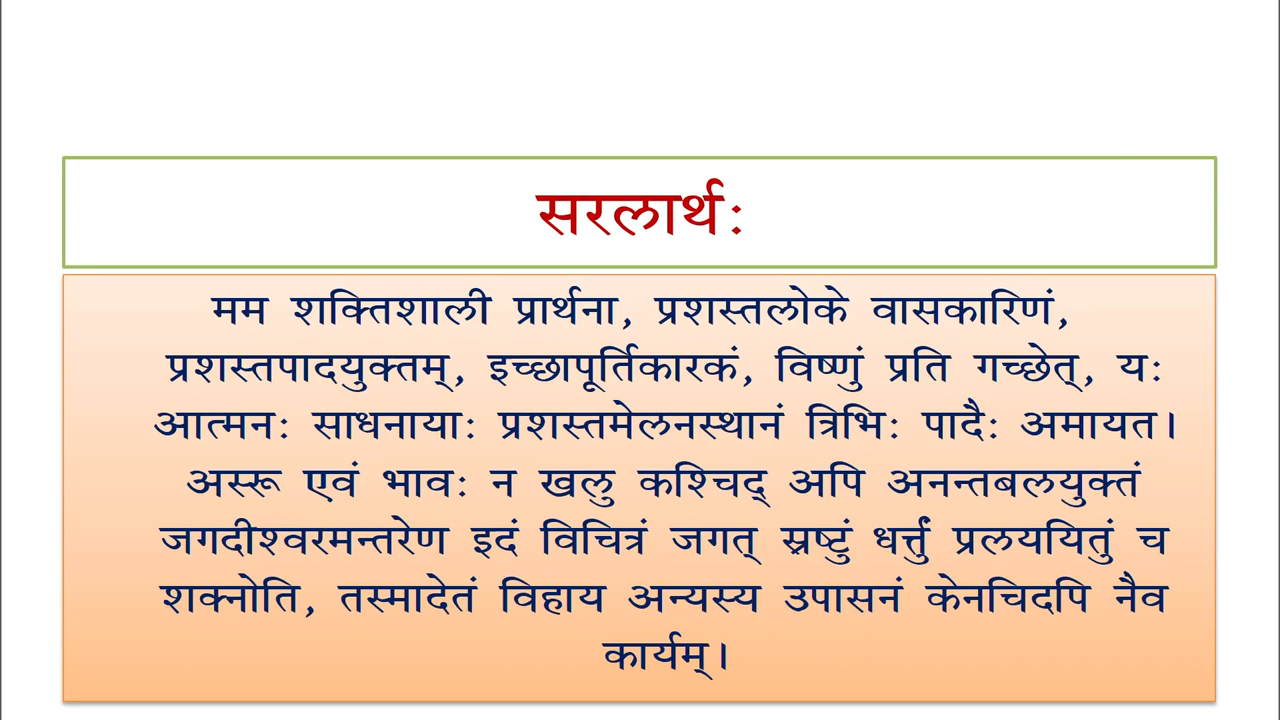 सरलार्थः
मम शक्तिशाली प्रार्थना, प्रशस्तलोके वासकारिणं,
प्रशस्तपादयुक्तम्, इच्छापूर्तिकारकं, विष्णुं प्रति गच्छेत्, यः
आत्मनः साधनायाः प्रशस्तमेलनस्थानं त्रिभिः पादैः अमायत।
अस्रू एवं भावः न खलु कश्चिद् अपि अनन्तबलयुक्तं
जगदीश्वरमन्तरेण इदं विचित्रं जगत् स्रष्टुं धर्त्तुं प्रलययितुं च
शक्नोति, तस्मादेतं विहाय अन्यस्य उपासनं केनचिदपि नैव
कार्यम्।